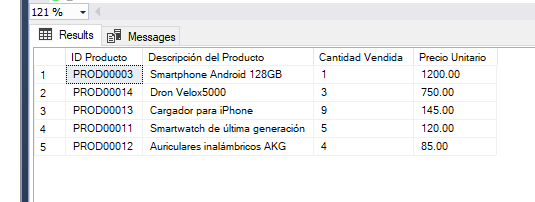 121 %
Results Messages
ID Producto Descripción del Producto Cantidad Vendida Precio Unitario
1 PROD00003 Smartphone Android 128GB 1 1200.00
2 PROD00014 Dron Velox5000 3 750.00
3 PROD00013 Cargador para iPhone 9 145.00
4 PROD00011 Smartwatch de última generación 5 120.00
5 PROD00012 Auriculares inalámbricos AKG 4 85.00